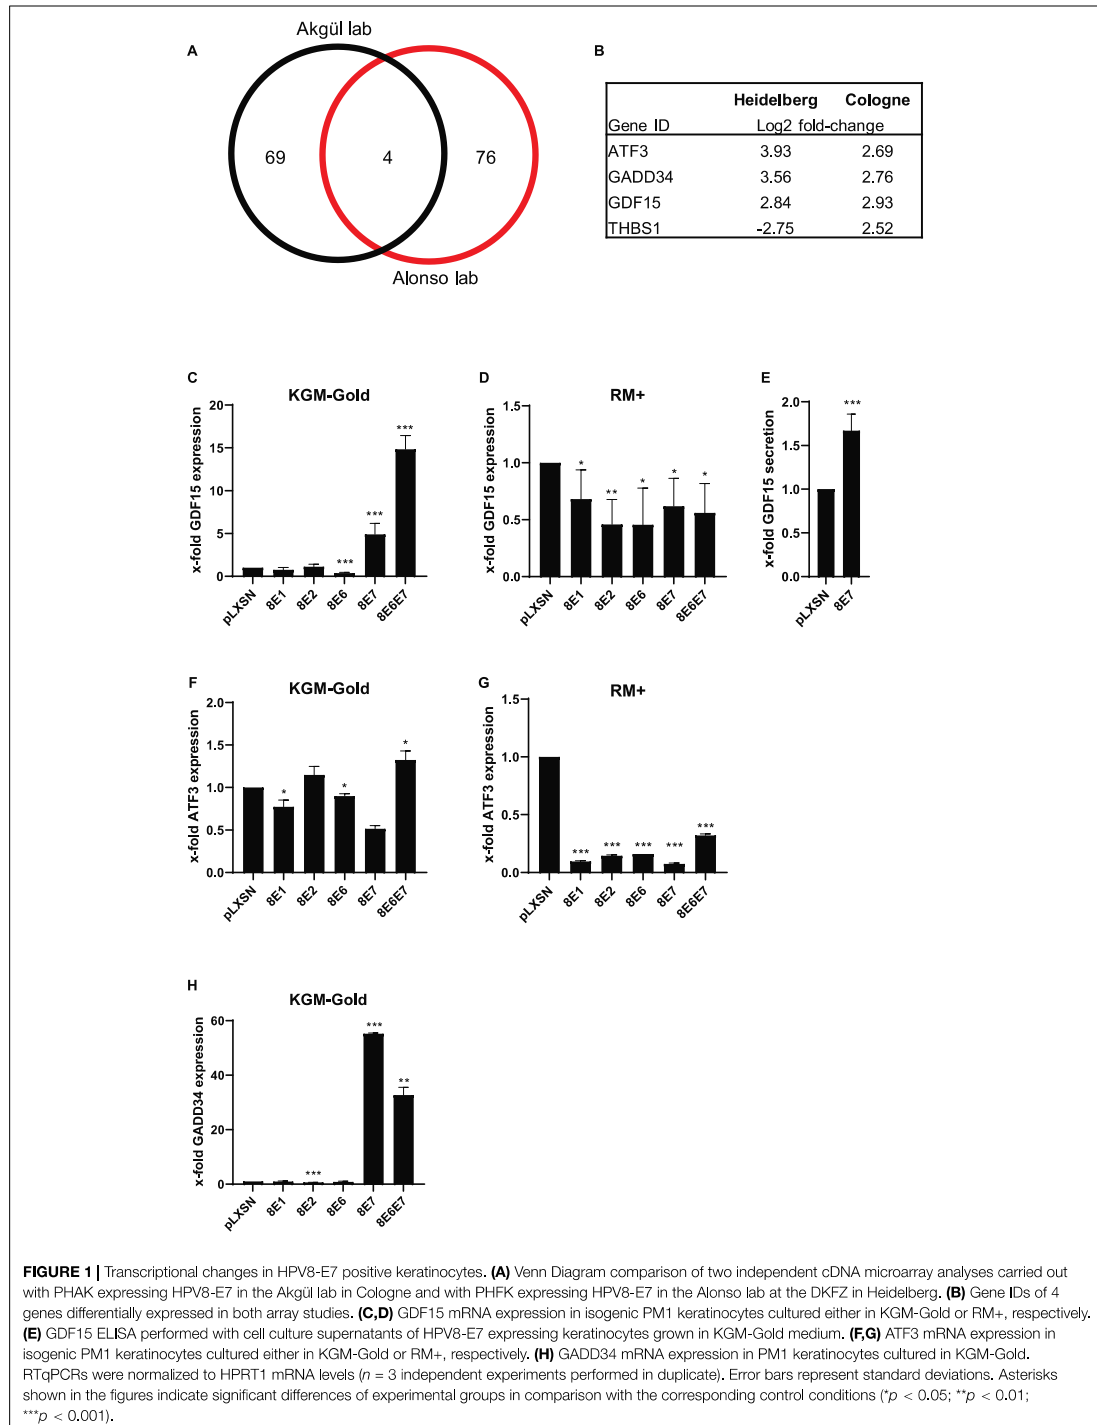 Akgül lab
A
69
4
76
Alonso lab
B
Heidelberg Cologne
Gene ID Log2 fold-change
ATF3 3.93 2.69
GADD34 3.56 2.76
GDF15 2.84 2.93
THBS1 -2.75 2.52
C
KGM-Gold
x-fold GDF15 expression
20
15
10
5
0
pLXSN 8E1 8E2 8E6 8E7 8E6E7
*** *** ***
D
RM+
x-fold GDF15 expression
1.5
1.0
0.5
0.0
pLXSN 8E1 8E2 8E6 8E7 8E6E7
* ** * * *
E
x-fold GDF15 secretion
2.0
1.5
1.0
0.5
0.0
pLXSN 8E7
***
F
KGM-Gold
x-fold ATF3 expression
2.0
1.5
1.0
0.5
0.0
pLXSN 8E1 8E2 8E6 8E7 8E6E7
* * *
G
RM+
x-fold ATF3 expression
1.5
1.0
0.5
0.0
pLXSN 8E1 8E2 8E6 8E7 8E6E7
*** *** *** *** ***
H
KGM-Gold
x-fold GADD34 expression
60
40
20
0
pLXSN 8E1 8E2 8E6 8E7 8E6E7
*** *** **
FIGURE 1 | Transcriptional changes in HPV8-E7 positive keratinocytes. (A) Venn Diagram comparison of two independent cDNA microarray analyses carried out
with PHAK expressing HPV8-E7 in the Akgül lab in Cologne and with PHFK expressing HPV8-E7 in the Alonso lab at the DKFZ in Heidelberg. (B) Gene IDs of 4
genes differentially expressed in both array studies. (C,D) GDF15 mRNA expression in isogenic PM1 keratinocytes cultured either in KGM-Gold or RM+, respectively.
(E) GDF15 ELISA performed with cell culture supernatants of HPV8-E7 expressing keratinocytes grown in KGM-Gold medium. (F,G) ATF3 mRNA expression in
isogenic PM1 keratinocytes cultured either in KGM-Gold or RM+, respectively. (H) GADD34 mRNA expression in PM1 keratinocytes cultured in KGM-Gold.
RTqPCRs were normalized to HPRT1 mRNA levels (n = 3 independent experiments performed in duplicate). Error bars represent standard deviations. Asterisks
shown in the figures indicate significant differences of experimental groups in comparison with the corresponding control conditions (*p < 0.05; **p < 0.01;
***p < 0.001).